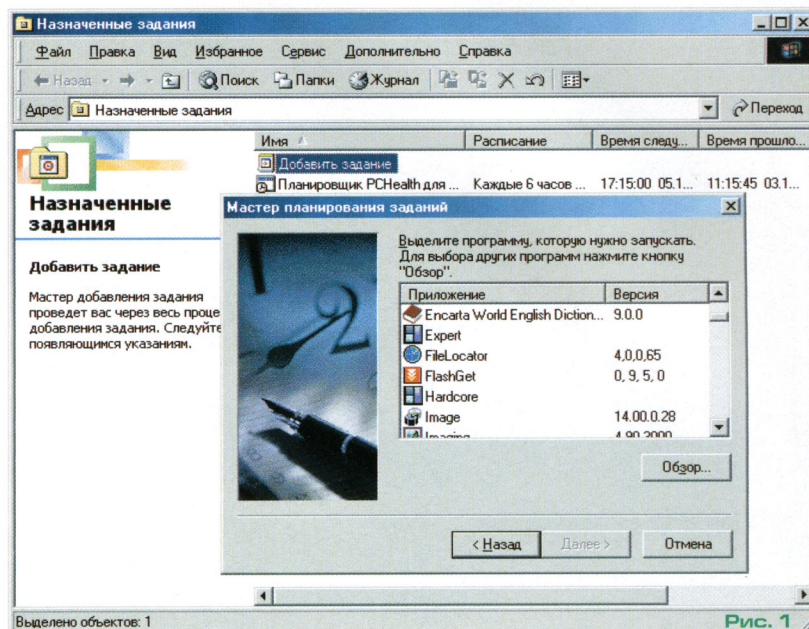 Назначенные задания
Файл Правка Вид Избранное Сервис Дополнительно Справка
Назад Поиск Папки Журнал
Адрес Назначенные задания Переход
Имя Расписание Время следу... Время прошло...
Добавить задание
Планировщик PCHealth для ... Каждые 6 часов ... 17:15:00 05.1... 11:15:45 03.1...
Назначенные
задания
Добавить задание
Мастер добавления задания
проведет вас через весь проце
добавления задания. Следуйте
появляющимся указаниям.
Мастер планирования заданий
Выделите программу, которую нужно запускать.
Для выбора других программ нажмите кнопку
"Обзор".
Приложение Версия
Encarta World English Diction... 9.0.0
Expert
FileLocator 4,0,0,65
FlashGet 0, 9, 5, 0
Hardcore
Image 14.00.0.28
Imaging 4.90.3000
Обзор...
< Назад Далее > Отмена
Выделено объектов: 1
Рис. 1